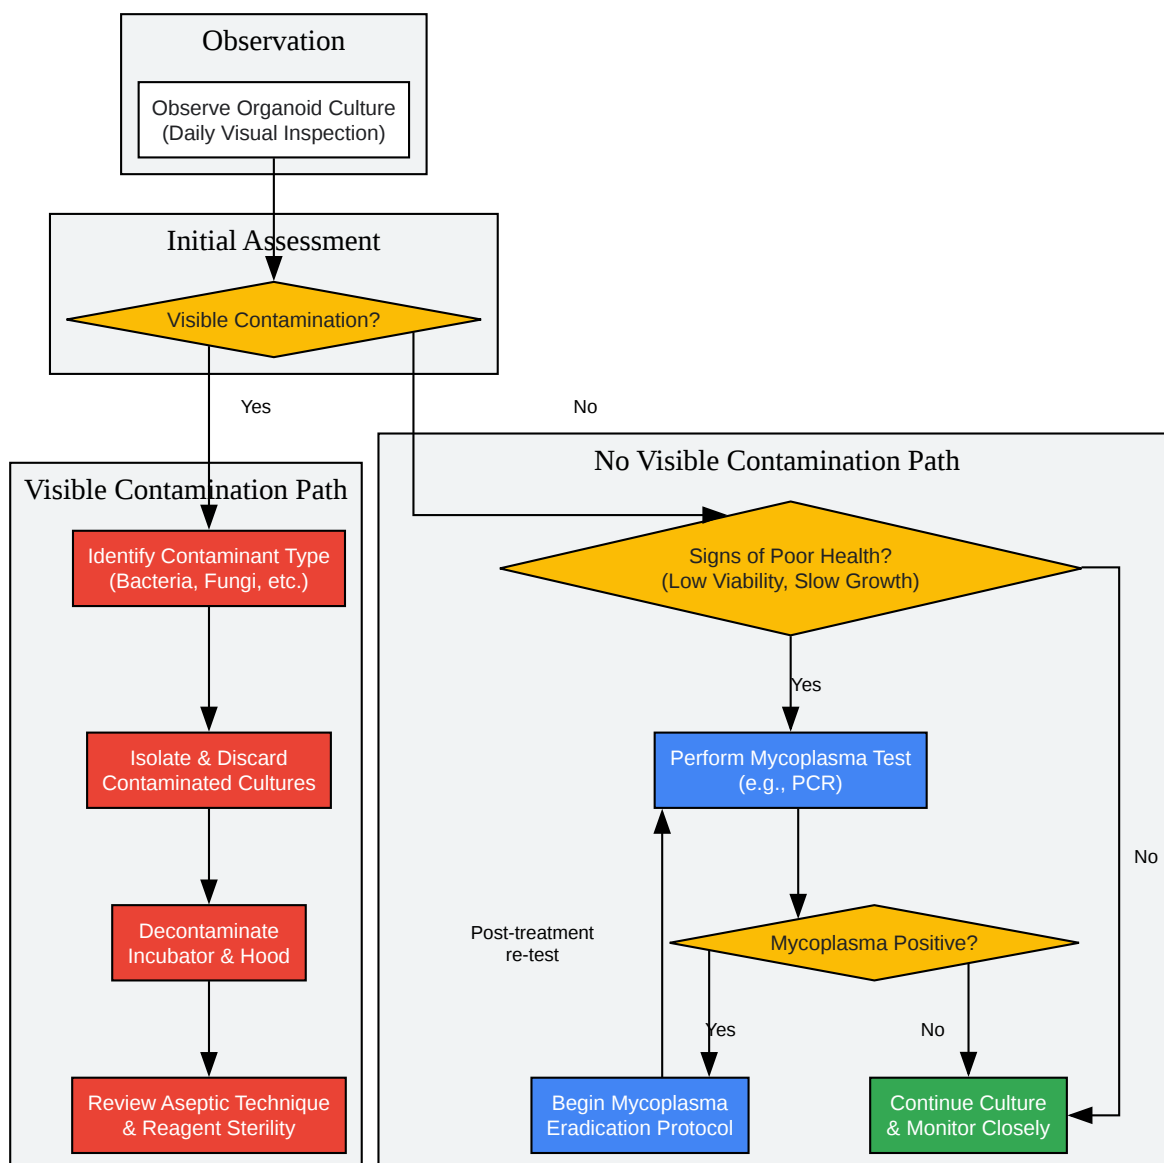 Observation
Observe Organoid Culture
(Daily Visual Inspection)
Initial Assessment
Visible Contamination?
Yes
No
Visible Contamination Path
Identify Contaminant Type
(Bacteria, Fungi, etc.)
Isolate & Discard
Contaminated Cultures
Decontaminate
Incubator & Hood
Review Aseptic Technique
& Reagent Sterility
No Visible Contamination Path
Signs of Poor Health?
(Low Viability, Slow Growth)
Yes
Perform Mycoplasma Test
(e.g., PCR)
No
Post-treatment
re-test
Mycoplasma Positive?
Yes
No
Begin Mycoplasma
Eradication Protocol
Continue Culture
& Monitor Closely